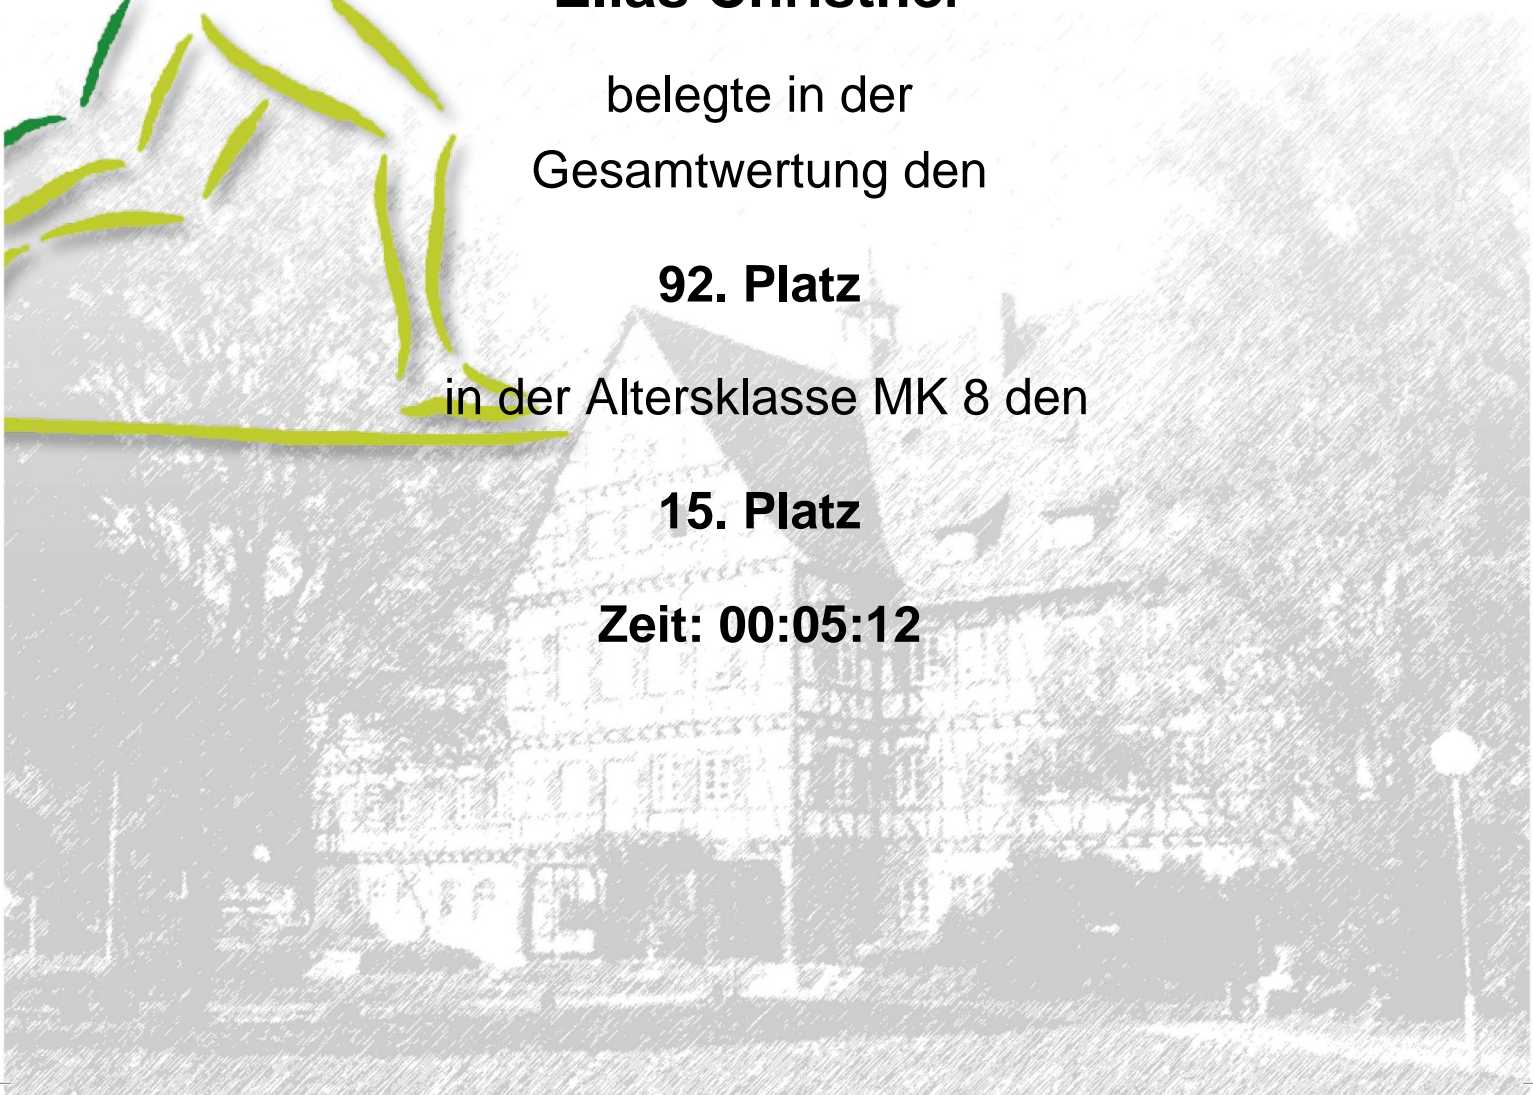 belegte in der
Gesamtwertung den
92. Platz
in der Altersklasse MK 8 den
15. Platz
Zeit: 00:05:12